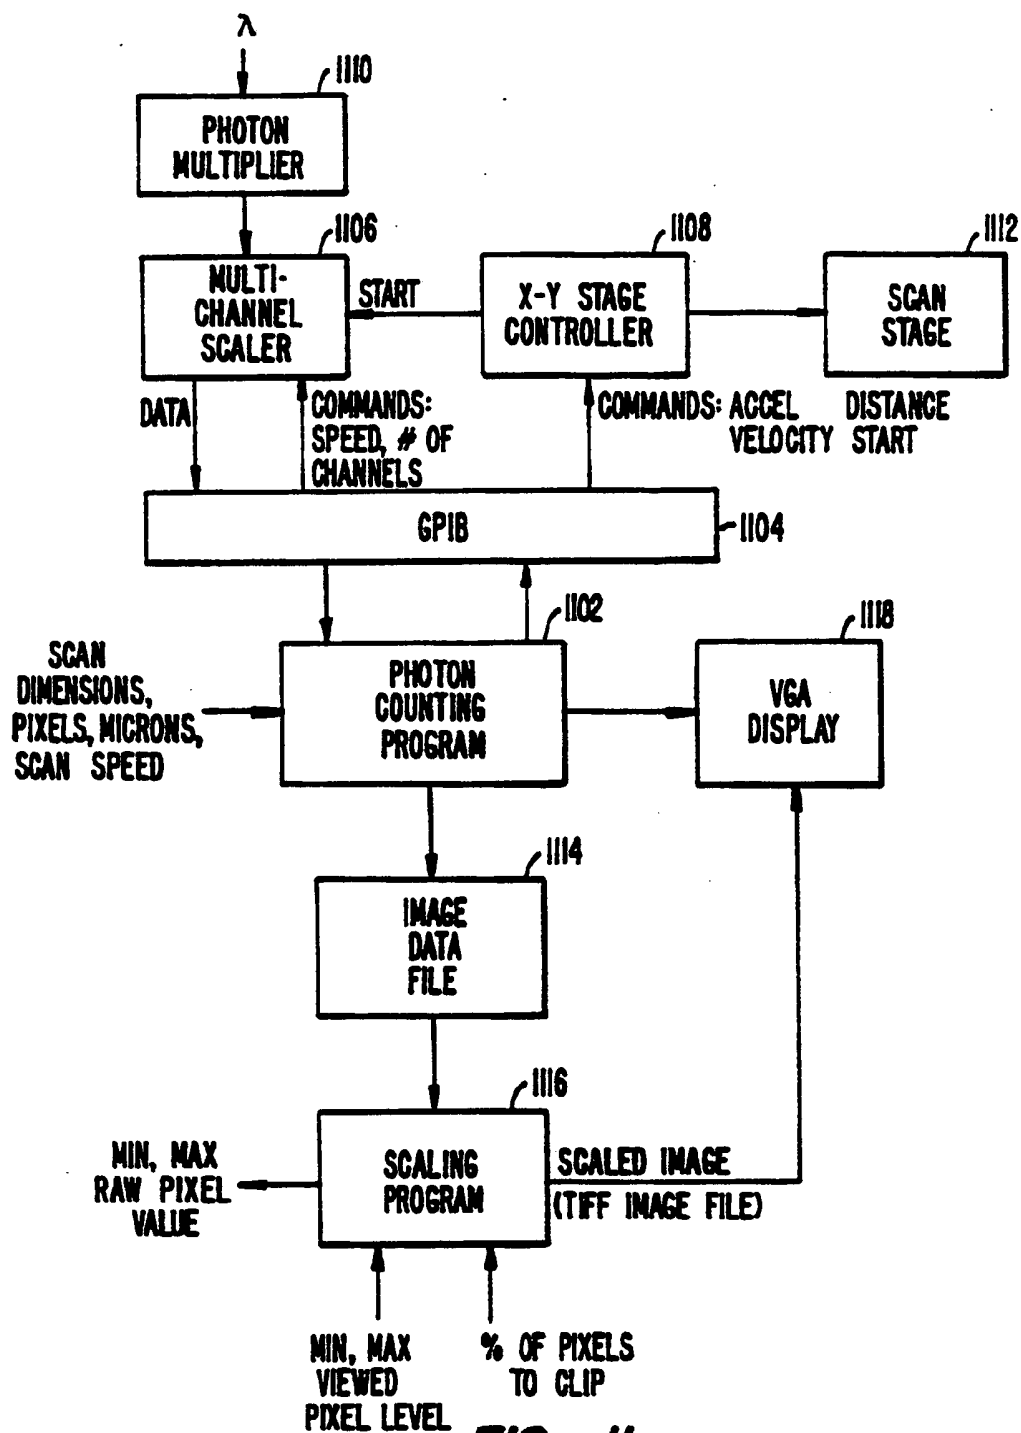 λ
1110
PHOTON
MULTIPLIER
1106
MULTI-
CHANNEL
SCALER
START
1108
X-Y STAGE
CONTROLLER
1112
SCAN
STAGE
DATA
COMMANDS:
SPEED, # OF
CHANNELS
COMMANDS: ACCEL DISTANCE
VELOCITY START
GPIB
1104
1102
SCAN
DIMENSIONS,
PIXELS, MICRONS,
SCAN SPEED
PHOTON
COUNTING
PROGRAM
1118
VGA
DISPLAY
1114
IMAGE
DATA
FILE
1116
MIN, MAX
RAW PIXEL
VALUE
SCALING
PROGRAM
SCALED IMAGE
(TIFF IMAGE FILE)
MIN, MAX
VIEWED
PIXEL LEVEL
% OF PIXELS
TO CLIP